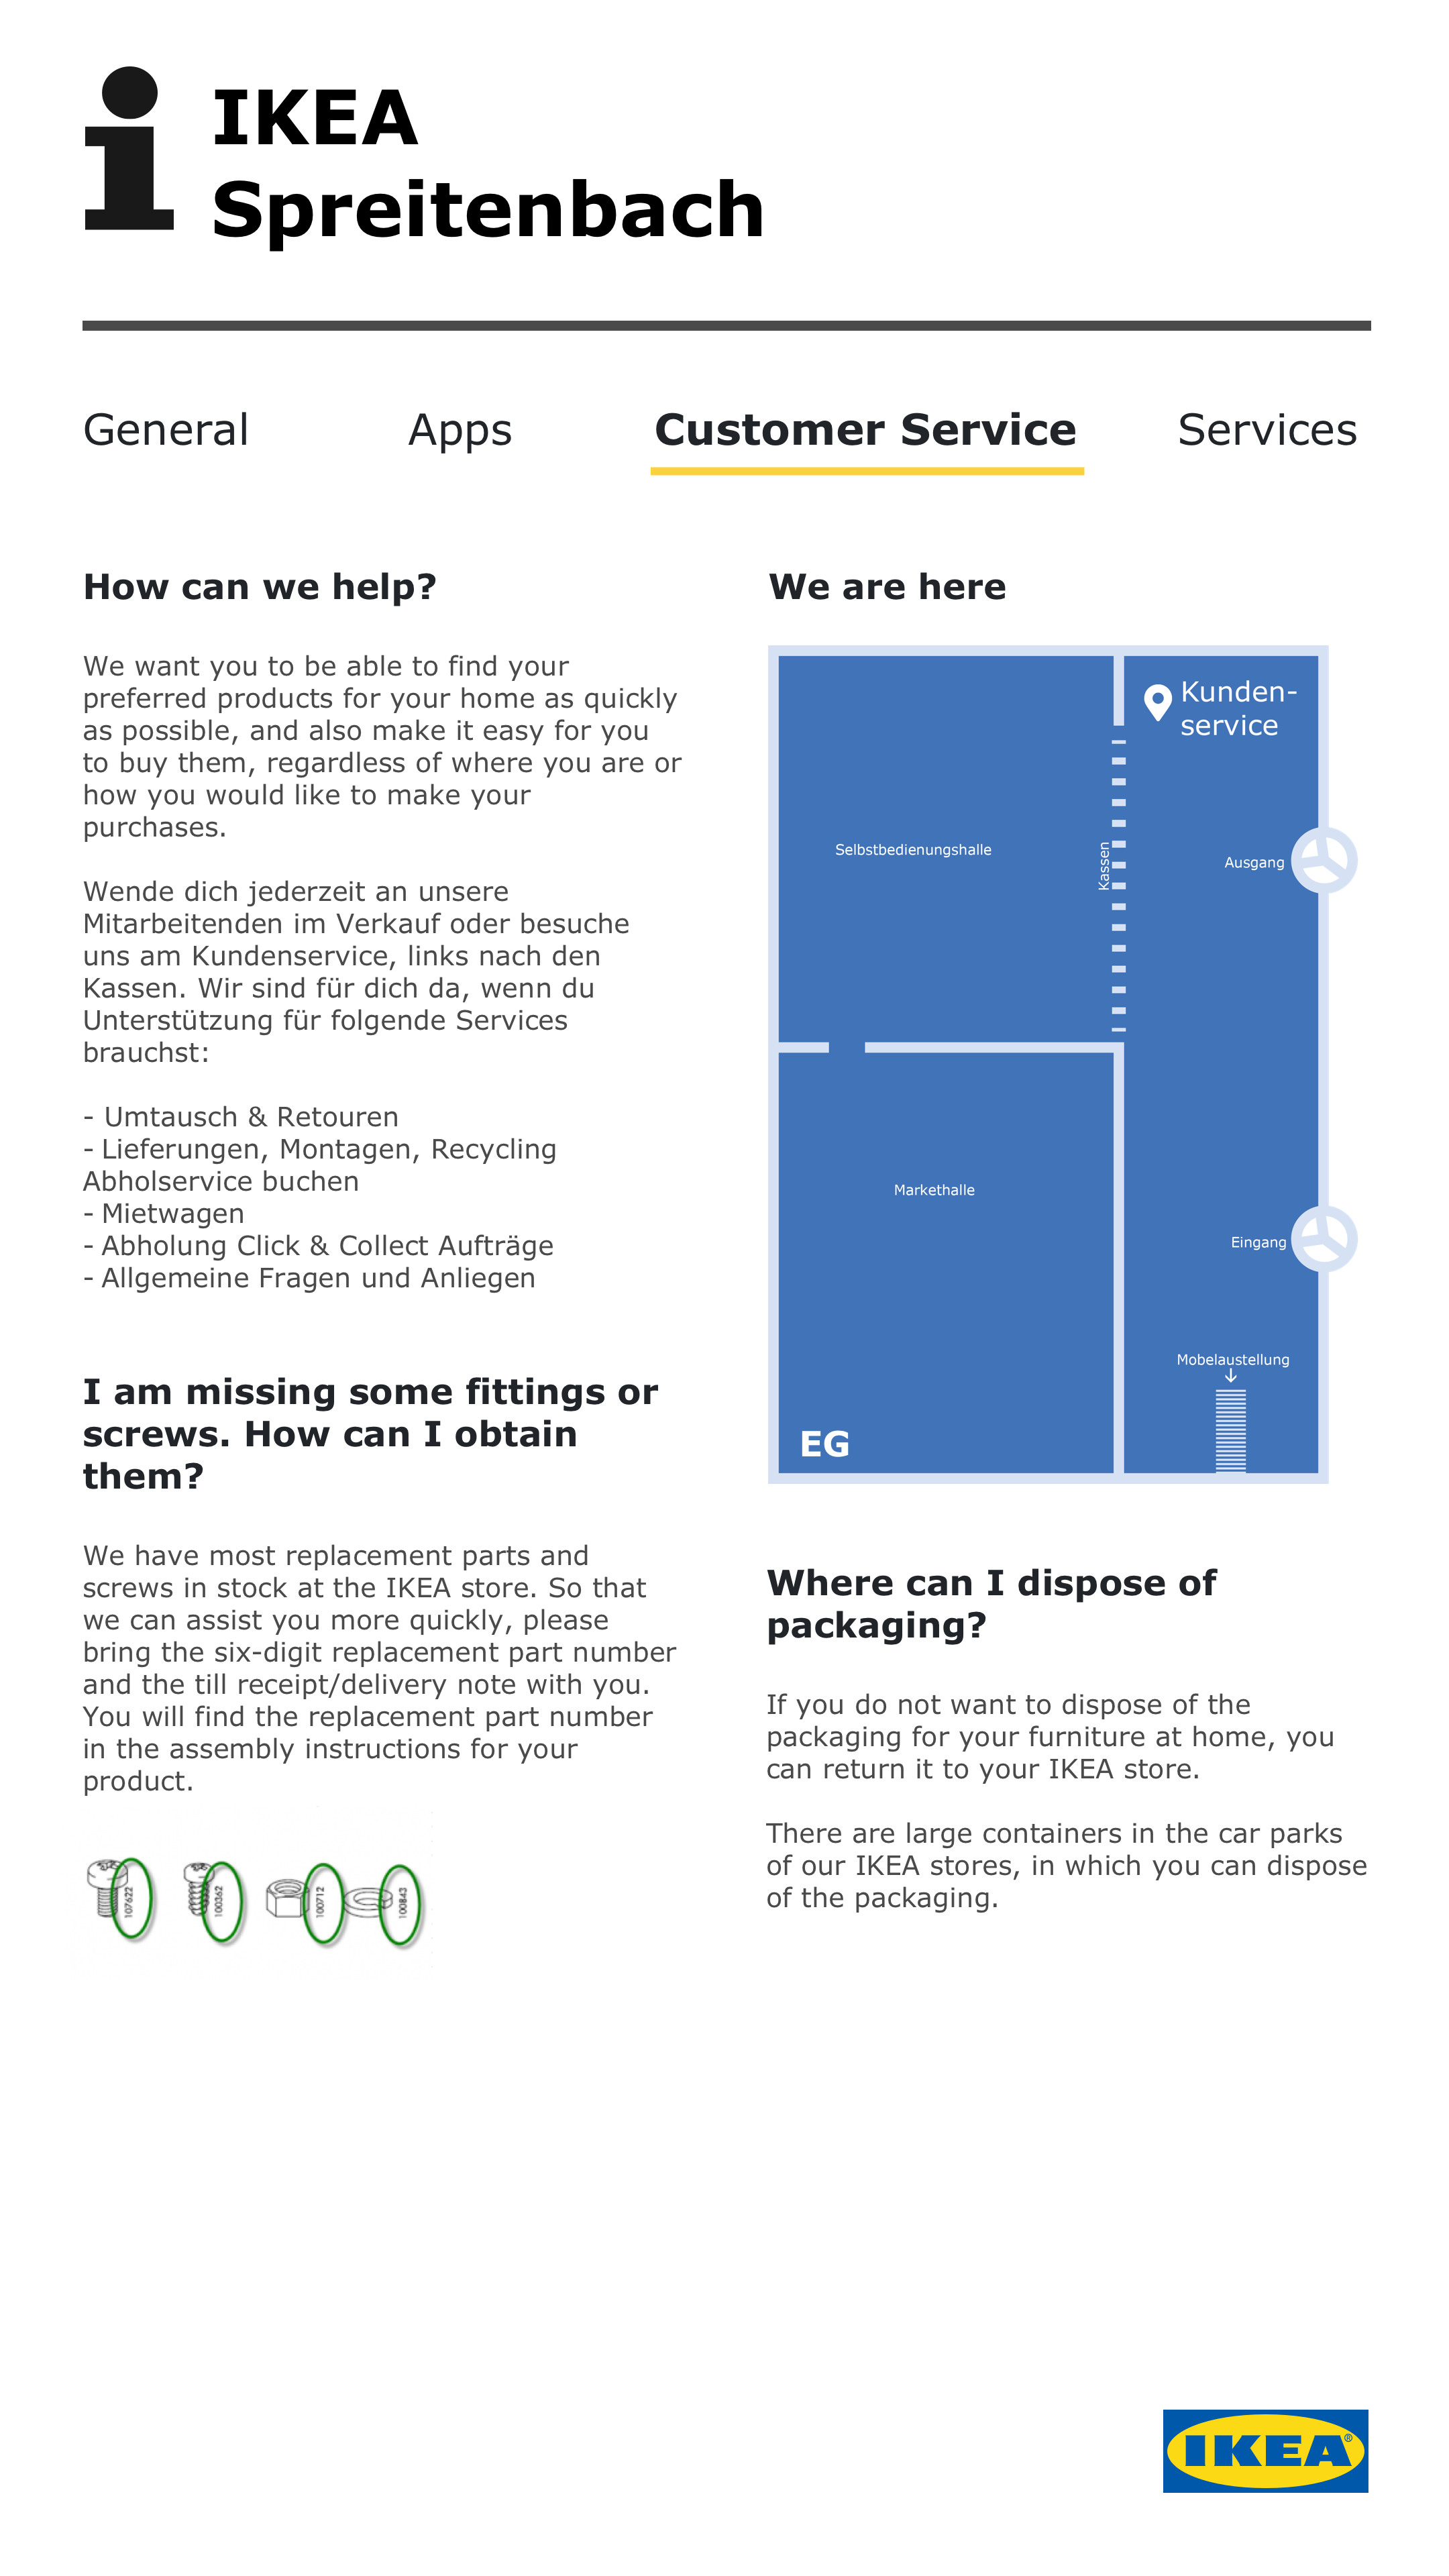 IKEA
Spreitenbach
General
Apps
Customer Service
Services
How can we help?
We want you to be able to find your
preferred products for your home as quickly
as possible, and also make it easy for you
to buy them, regardless of where you are or
how you would like to make your
purchases.
Wende dich jederzeit an unsere
Mitarbeitenden im Verkauf oder besuche
uns am Kundenservice, links nach den
Kassen. Wir sind für dich da, wenn du
Unterstützung für folgende Services
brauchst:
- Umtausch & Retouren
- Lieferungen, Montagen, Recycling
Abholservice buchen
- Mietwagen
- Abholung Click & Collect Aufträge
- Allgemeine Fragen und Anliegen
I am missing some fittings or
screws. How can I obtain
them?
We have most replacement parts and
screws in stock at the IKEA store. So that
we can assist you more quickly, please
bring the six-digit replacement part number
and the till receipt/delivery note with you.
You will find the replacement part number
in the assembly instructions for your
product.
107622
100362
100712
100843
We are here
Kunden-
service
Selbstbedienungshalle
Kassen
Ausgang
Markethalle
Eingang
Mobelaustellung
EG
Where can I dispose of
packaging?
If you do not want to dispose of the
packaging for your furniture at home, you
can return it to your IKEA store.
There are large containers in the car parks
of our IKEA stores, in which you can dispose
of the packaging.
IKEA®